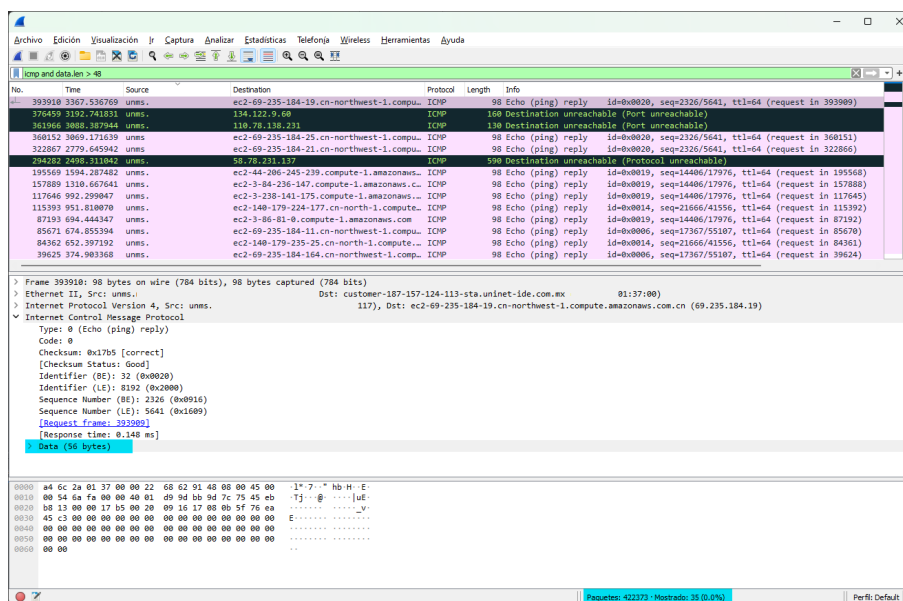 Archivo Edición Visualización Ir Captura Analizar Estadísticas Telefonía Wireless Herramientas Ayuda
icmp and data.len > 48
No. Time Source Destination Protocol Length Info
393910 3367.536769 unms. ec2-69-235-184-19.cn-northwest-1.compu… ICMP 98 Echo (ping) reply id=0x0020, seq=2326/5641, ttl=64 (request in 393909)
376459 3192.741831 unms. 134.122.9.60 ICMP 160 Destination unreachable (Port unreachable)
361966 3088.387944 unms. 110.78.138.231 ICMP 130 Destination unreachable (Port unreachable)
360152 3069.171639 unms. ec2-69-235-184-25.cn-northwest-1.compu… ICMP 98 Echo (ping) reply id=0x0020, seq=2326/5641, ttl=64 (request in 360151)
322867 2779.645942 unms. ec2-69-235-184-21.cn-northwest-1.compu… ICMP 98 Echo (ping) reply id=0x0020, seq=2326/5641, ttl=64 (request in 322866)
294282 2498.311042 unms. 58.78.231.137 ICMP 590 Destination unreachable (Protocol unreachable)
195569 1594.287482 unms. ec2-44-206-245-239.compute-1.amazonaws… ICMP 98 Echo (ping) reply id=0x0019, seq=14406/17976, ttl=64 (request in 195568)
157889 1310.667641 unms. ec2-3-84-236-147.compute-1.amazonaws.c… ICMP 98 Echo (ping) reply id=0x0019, seq=14406/17976, ttl=64 (request in 157888)
117646 992.299047 unms. ec2-3-238-141-175.compute-1.amazonaws.… ICMP 98 Echo (ping) reply id=0x0019, seq=14406/17976, ttl=64 (request in 117645)
115393 951.810070 unms. ec2-140-179-224-177.cn-north-1.compute… ICMP 98 Echo (ping) reply id=0x0014, seq=21666/41556, ttl=64 (request in 115392)
87193 694.444347 unms. ec2-3-86-81-0.compute-1.amazonaws.com ICMP 98 Echo (ping) reply id=0x0019, seq=14406/17976, ttl=64 (request in 87192)
85671 674.855394 unms. ec2-69-235-184-11.cn-northwest-1.compu… ICMP 98 Echo (ping) reply id=0x0006, seq=17367/55107, ttl=64 (request in 85670)
84362 652.397192 unms. ec2-140-179-235-25.cn-north-1.compute.… ICMP 98 Echo (ping) reply id=0x0014, seq=21666/41556, ttl=64 (request in 84361)
39625 374.903368 unms. ec2-69-235-184-164.cn-northwest-1.comp… ICMP 98 Echo (ping) reply id=0x0006, seq=17367/55107, ttl=64 (request in 39624)
> Frame 393910: 98 bytes on wire (784 bits), 98 bytes captured (784 bits)
> Ethernet II, Src: unms. Dst: customer-187-157-124-113-sta.uninet-ide.com.mx 01:37:00)
> Internet Protocol Version 4, Src: unms. 117), Dst: ec2-69-235-184-19.cn-northwest-1.compute.amazonaws.com.cn (69.235.184.19)
Internet Control Message Protocol
Type: 0 (Echo (ping) reply)
Code: 0
Checksum: 0x17b5 [correct]
[Checksum Status: Good]
Identifier (BE): 32 (0x0020)
Identifier (LE): 8192 (0x2000)
Sequence Number (BE): 2326 (0x0916)
Sequence Number (LE): 5641 (0x1609)
[Request frame: 393909]
[Response time: 0.148 ms]
> Data (56 bytes)
0000 a4 6c 2a 01 37 00 00 22 68 62 91 48 08 00 45 00 ·l*·7··" hb·H··E·
0010 00 54 6a fa 00 00 40 01 d9 9d bb 9d 7c 75 45 eb ·Tj···@· ····|uE·
0020 b8 13 00 00 17 b5 00 20 09 16 17 08 0b 5f 76 ea ······· ·····_v·
0030 45 c3 00 00 00 00 00 00 00 00 00 00 00 00 00 00 E······· ········
0040 00 00 00 00 00 00 00 00 00 00 00 00 00 00 00 00 ········ ········
0050 00 00 00 00 00 00 00 00 00 00 00 00 00 00 00 00 ········ ········
0060 00 00 ··
Paquetes: 422373 · Mostrado: 35 (0.0%) Perfil: Default